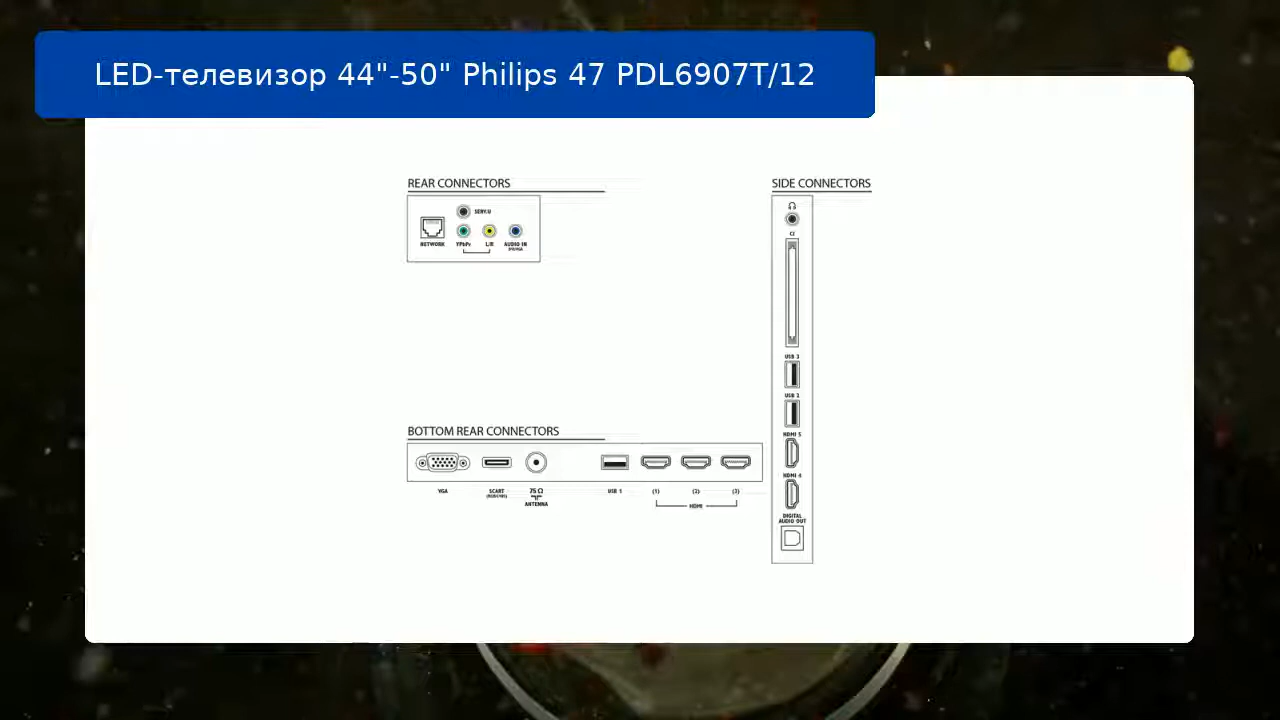 LED-телевизор 44"-50" Philips 47 PDL6907T/12
REAR CONNECTORS
SERV.U
NETWORK
YPbPr
L/R
AUDIO IN
SIDE CONNECTORS
CI
USB 3
USB 2
HDMI 5
HDMI 4
DIGITAL
AUDIO OUT
BOTTOM REAR CONNECTORS
VGA
SCART
75 Ω
ANTENNA
USB 1
(1)
(2)
(3)
HDMI